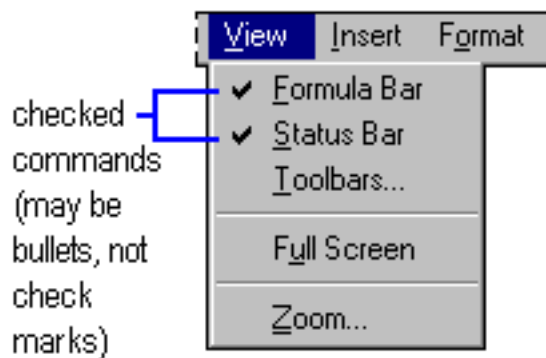 View Insert Format
Formula Bar
Status Bar
Toolbars...
Full Screen
Zoom...
checked
commands
(may be
bullets, not
check
marks)